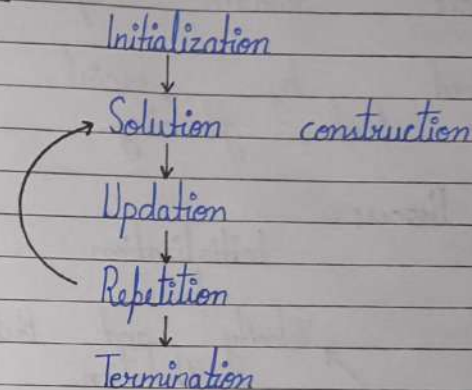 Initialization
Solution construction
Updation
Repetition
Termination